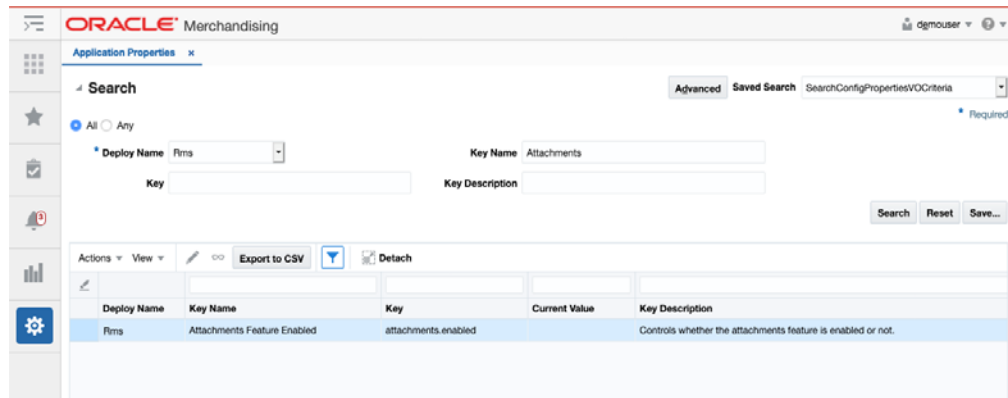 ORACLE® Merchandising
demouser
Application Properties x
Search
Advanced Saved Search SearchConfigPropertiesVOCriteria
* Required
All Any
* Deploy Name Rms Key Name Attachments
Key Key Description
3
Search Reset Save...
Actions View Export to CSV Detach
Deploy Name Key Name Key Current Value Key Description
Rms Attachments Feature Enabled attachments.enabled Controls whether the attachments feature is enabled or not.